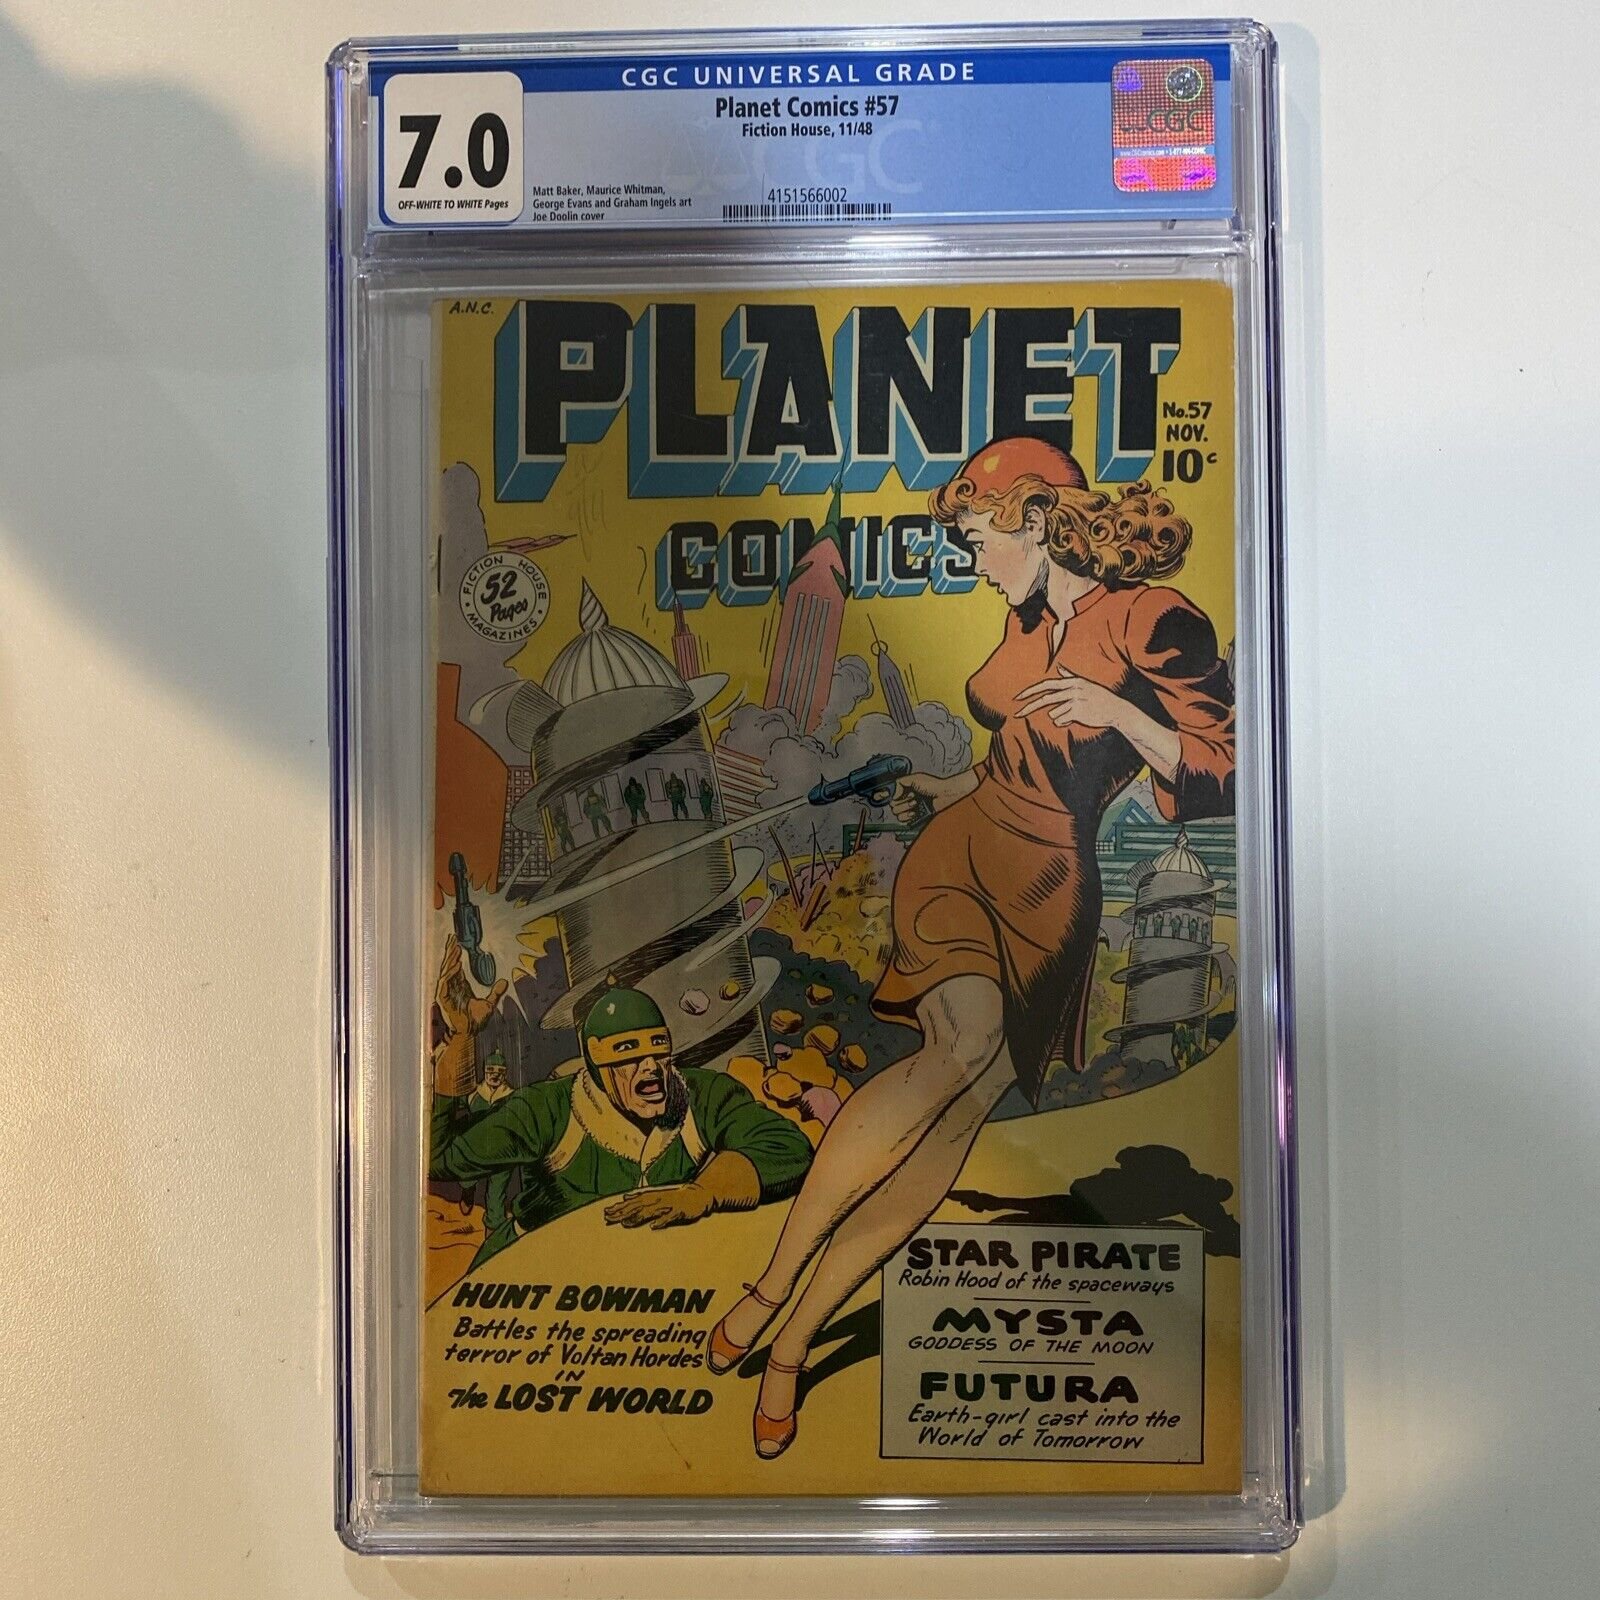 CGC UNIVERSAL GRADE
7.0
OFF-WHITE TO WHITE Pages
Planet Comics #57
Fiction House, 11/48
Matt Baker, Maurice Whitman,
George Evans and Graham Ingels art
Joe Doolin cover
4151566002
CGC
CGC
A.N.C.
PLANET
COMICS
No.57
NOV.
10c
FICTION HOUSE
52
Pages
MAGAZINES
HUNT BOWMAN
Battles the spreading
terror of Voltan Hordes
IN
The LOST WORLD
STAR PIRATE
Robin Hood of the spaceways
MYSTA
GODDESS OF THE MOON
FUTURA
Earth-girl cast into the
World of Tomorrow